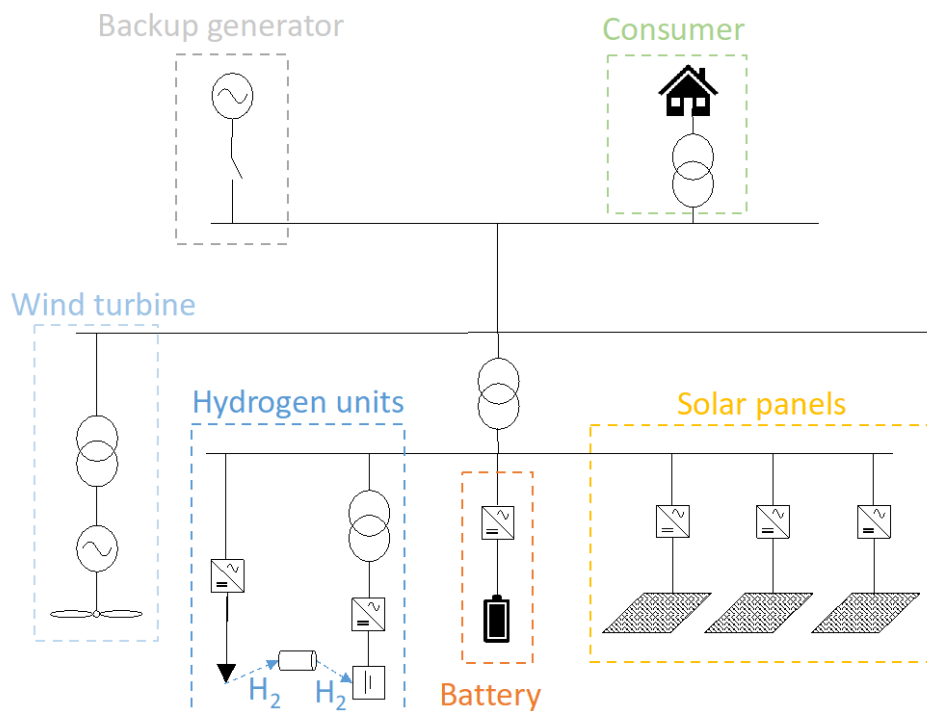 Backup generator
Consumer
Wind turbine
Hydrogen units
Solar panels
H₂
H₂
Battery